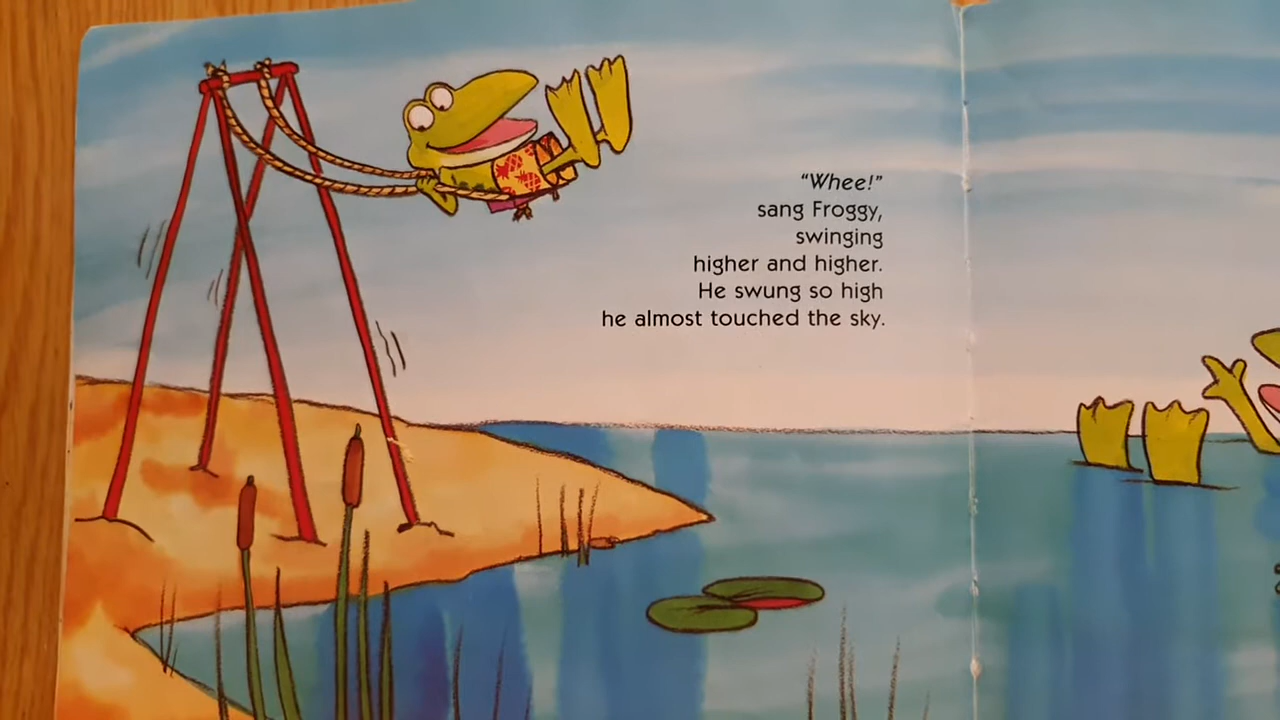 “Whee!”
sang Froggy,
swinging
higher and higher.
He swung so high
he almost touched the sky.